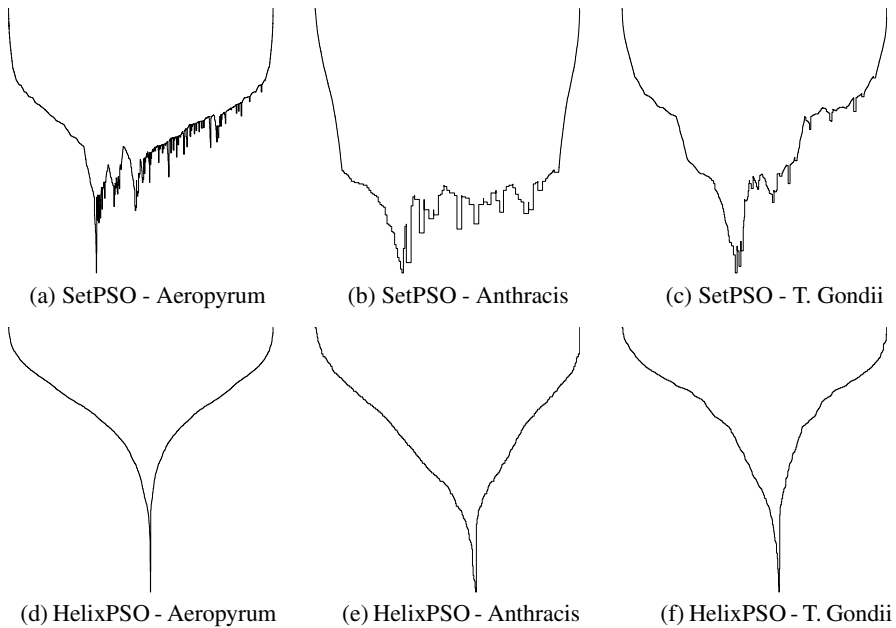 (a) SetPSO - Aeropyrum
(b) SetPSO - Anthracis
(c) SetPSO - T. Gondii
(d) HelixPSO - Aeropyrum
(e) HelixPSO - Anthracis
(f) HelixPSO - T. Gondii